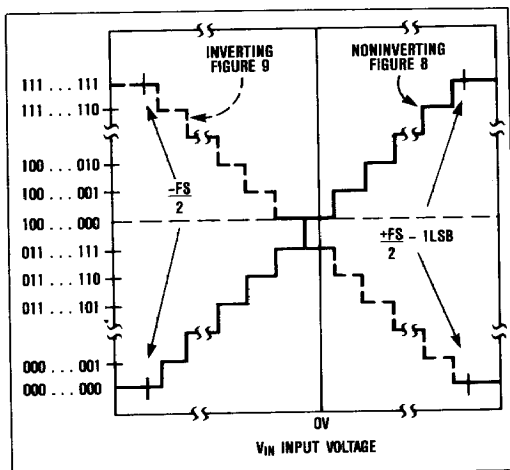 INVERTING
FIGURE 9
NONINVERTING
FIGURE 8
111 ... 111
111 ... 110
100 ... 010
100 ... 001
100 ... 000
011 ... 111
011 ... 110
011 ... 101
000 ... 001
000 ... 000
-FS
2
+FS
2
- 1LSB
0V
VIN INPUT VOLTAGE